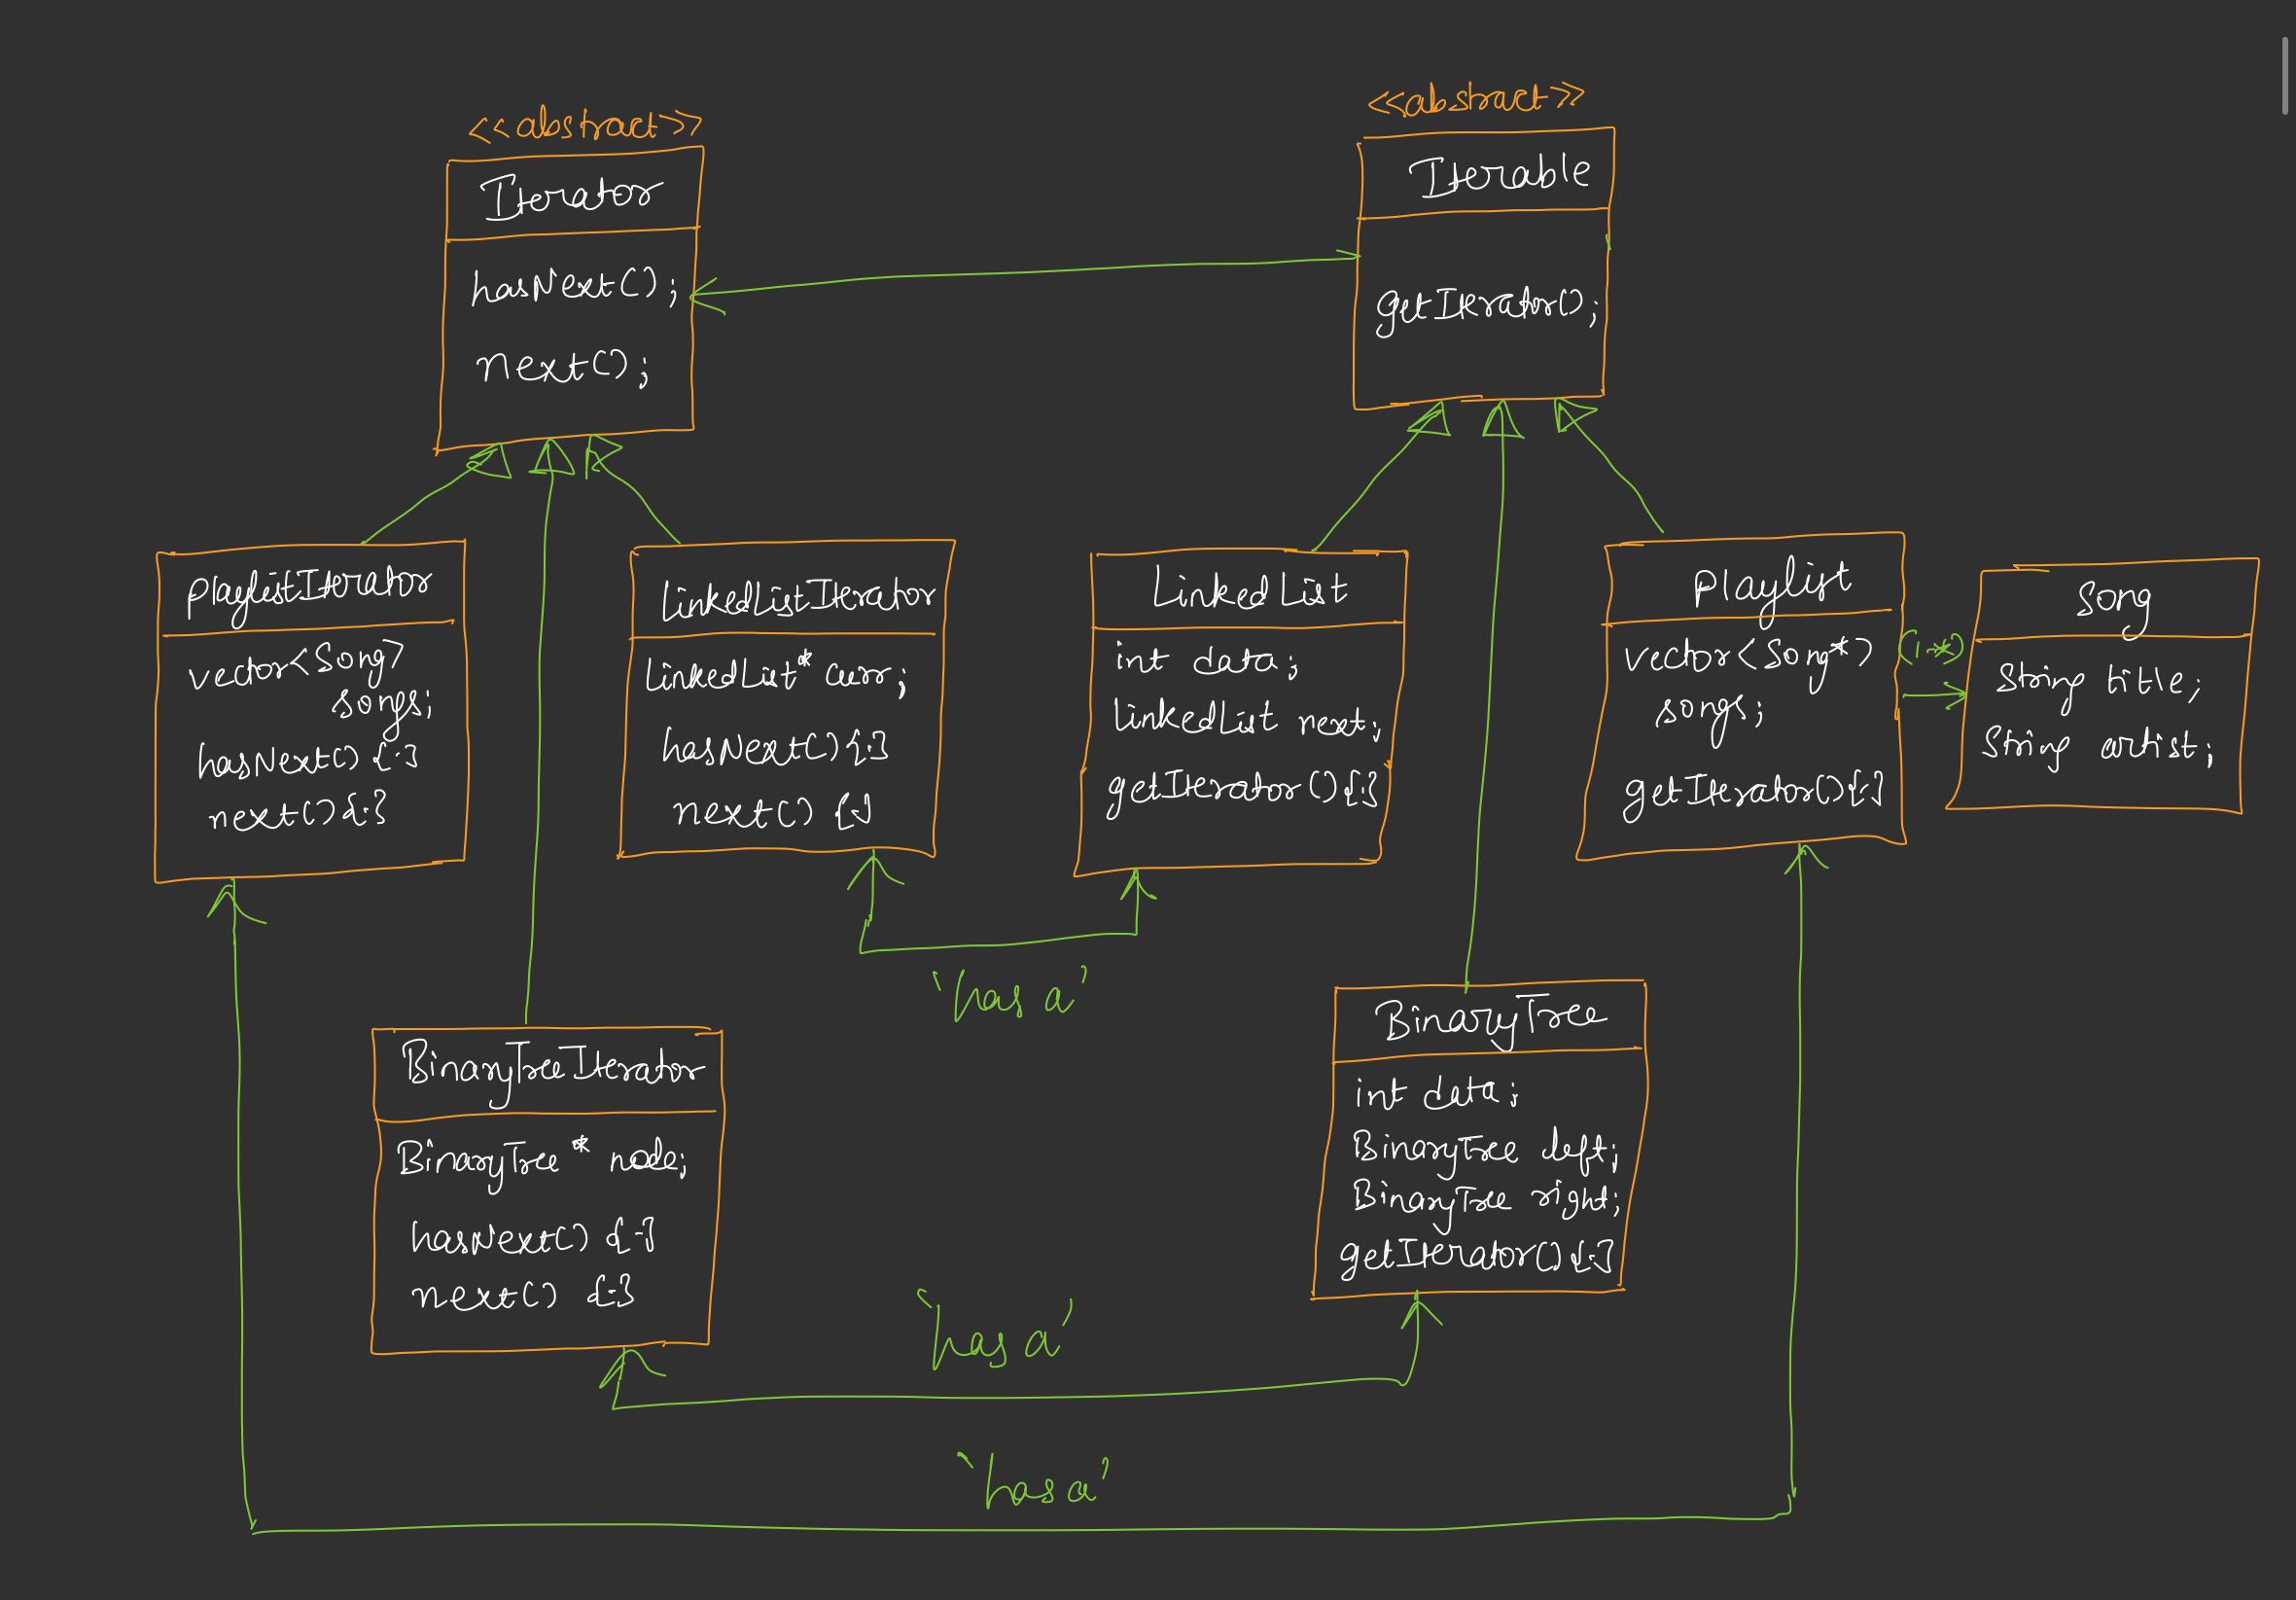 <<abstract>>
Iterator
hasNext();
next();
<<abstract>>
Iterable
getIterator();
PlaylistIterator
vector<Song>
songs;
hasNext() {...}
next() {...}
LinkedListIterator
LinkedList* curr;
hasNext() {...}
next() {...}
LinkedList
int data;
LinkedList next;
getIterator() {...}
Playlist
vector<Song*>
songs;
getIterator() {...}
(1-*)
Song
String title;
String artist;
'has a'
BinaryTreeIterator
BinaryTree* node;
hasNext() {...}
next() {...}
BinaryTree
int data;
BinaryTree left;
BinaryTree right;
getIterator() {...}
'has a'
'has a'